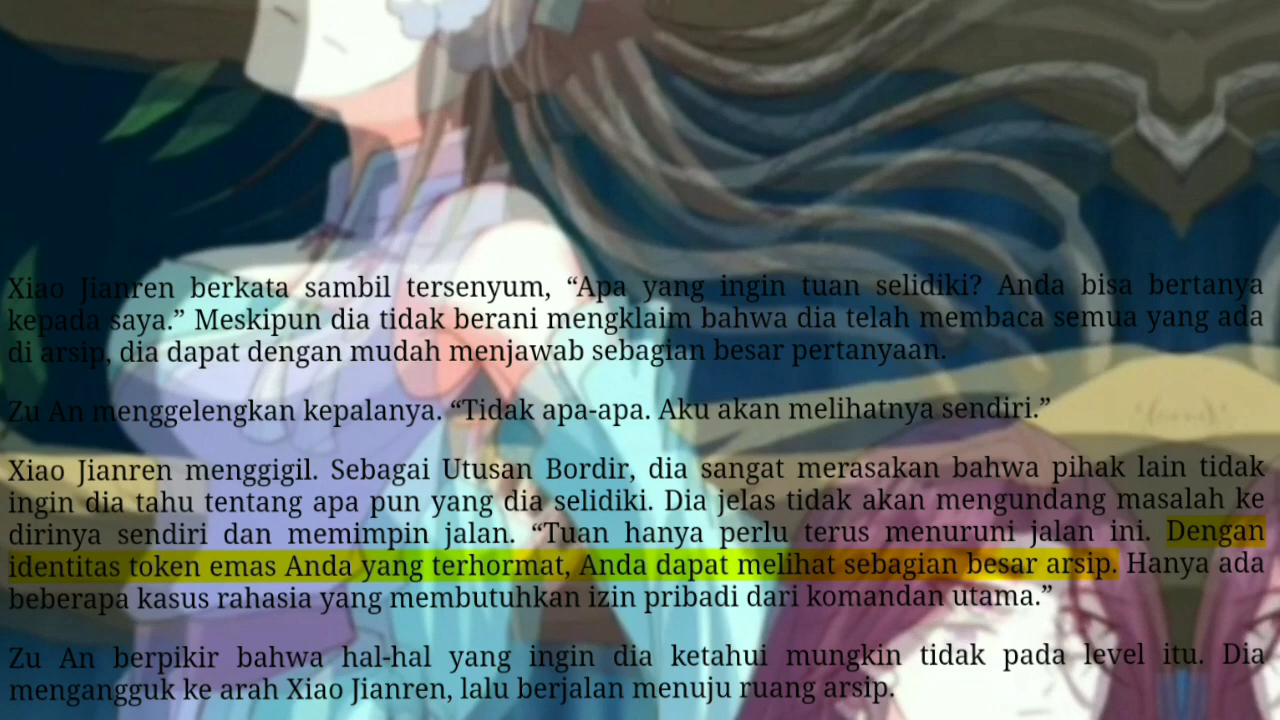 Xiao Jianren berkata sambil tersenyum, “Apa yang ingin tuan selidiki? Anda bisa bertanya
kepada saya.” Meskipun dia tidak berani mengklaim bahwa dia telah membaca semua yang ada
di arsip, dia dapat dengan mudah menjawab sebagian besar pertanyaan.
Zu An menggelengkan kepalanya. “Tidak apa-apa. Aku akan melihatnya sendiri.”
Xiao Jianren menggigil. Sebagai Utusan Bordir, dia sangat merasakan bahwa pihak lain tidak
ingin dia tahu tentang apa pun yang dia selidiki. Dia jelas tidak akan mengundang masalah ke
dirinya sendiri dan memimpin jalan. “Tuan hanya perlu terus menuruni jalan ini. Dengan
identitas token emas Anda yang terhormat, Anda dapat melihat sebagian besar arsip. Hanya ada
beberapa kasus rahasia yang membutuhkan izin pribadi dari komandan utama.”
Zu An berpikir bahwa hal-hal yang ingin dia ketahui mungkin tidak pada level itu. Dia
mengangguk ke arah Xiao Jianren, lalu berjalan menuju ruang arsip.